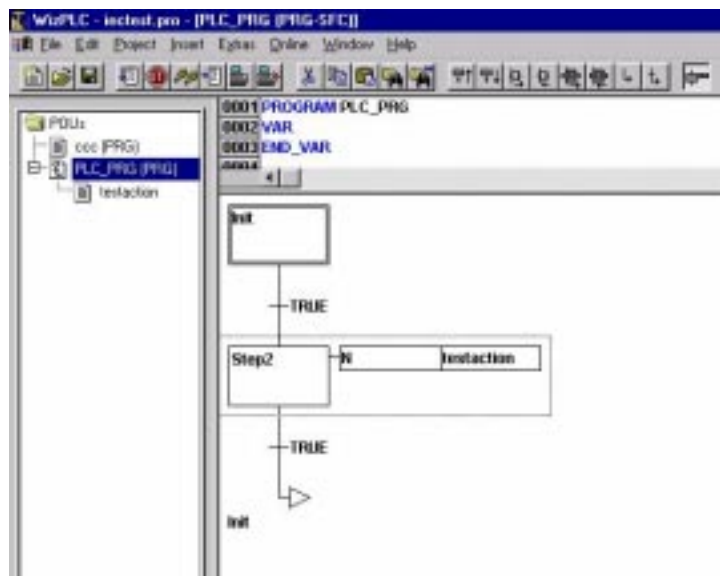 WizPLC - iectest.pro - [PLC_PRG (PRG-SFC)]
File Edit Project Insert Extras Online Window Help
0001 PROGRAM PLC_PRG
0002 VAR
0003 END_VAR
0004
POUs
ccc (PRG)
PLC_PRG (PRG)
testaction
Init
TRUE
Step2 N testaction
TRUE
Init